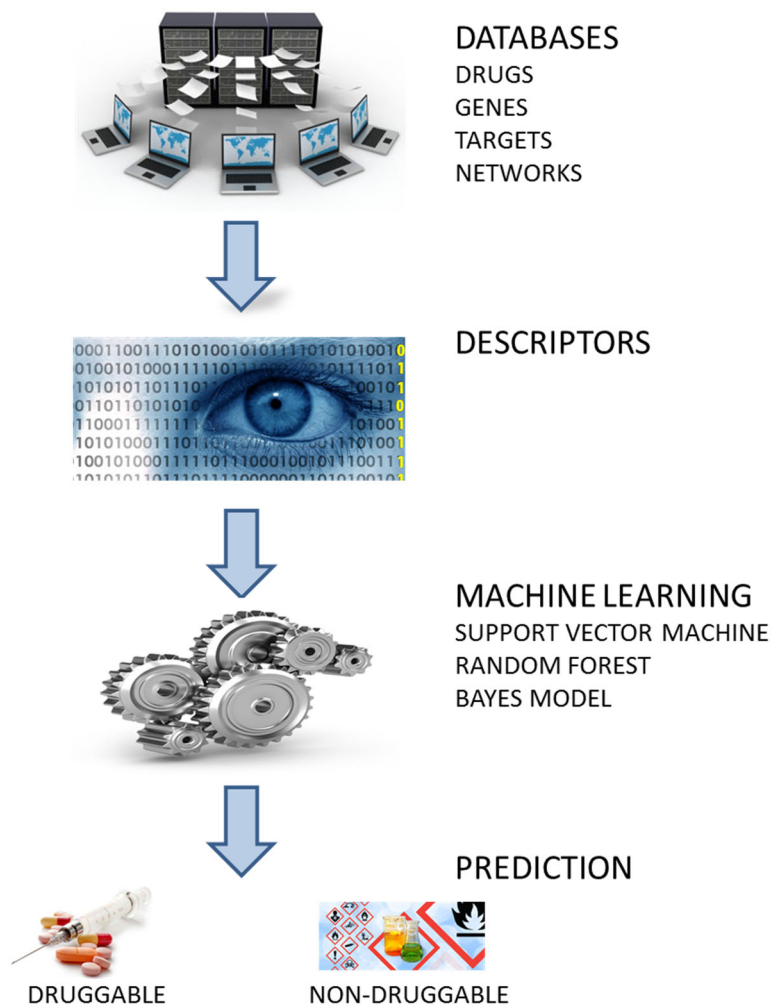 DATABASES
DRUGS
GENES
TARGETS
NETWORKS
DESCRIPTORS
MACHINE LEARNING
SUPPORT VECTOR MACHINE
RANDOM FOREST
BAYES MODEL
PREDICTION
DRUGGABLE
NON-DRUGGABLE